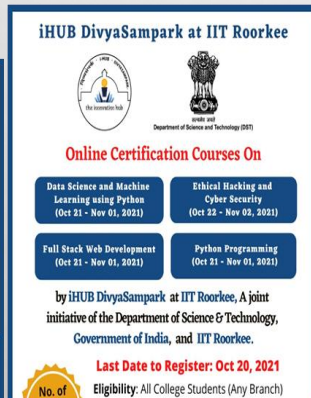 iHUB DivyaSampark at IIT Roorkee
the innovation hub
सत्यमेव जयते
Department of Science and Technology (DST)
Online Certification Courses On
Data Science and Machine
Learning using Python
(Oct 21 - Nov 01, 2021)
Ethical Hacking and
Cyber Security
(Oct 22 - Nov 02, 2021)
Full Stack Web Development
(Oct 21 - Nov 01, 2021)
Python Programming
(Oct 21 - Nov 01, 2021)
by iHUB DivyaSampark at IIT Roorkee, A joint
initiative of the Department of Science & Technology,
Government of India, and IIT Roorkee.
Last Date to Register: Oct 20, 2021
No. of
Eligibility: All College Students (Any Branch)